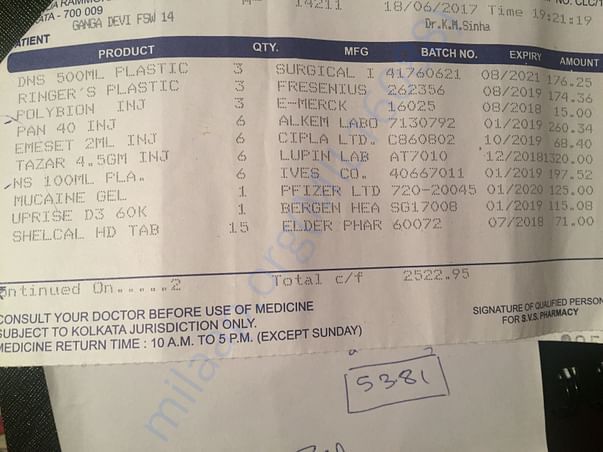 ATA - 700 009
GANGA DEVI FSW 14
14211 18/06/2017 Time 19:21:19
Dr.K.M.Sinha
PATIENT
PRODUCT QTY. MFG BATCH NO. EXPIRY AMOUNT
DNS 500ML PLASTIC 3 SURGICAL I 41760621 08/2021 176.25
RINGER'S PLASTIC 3 FRESENIUS 262356 08/2019 174.36
POLYBION INJ 3 E-MERCK 16025 08/2018 15.00
PAN 40 INJ 6 ALKEM LABO 7130792 01/2019 260.34
EMESET 2ML INJ 6 CIPLA LTD. C860802 10/2019 68.40
TAZAR 4.5GM INJ 6 LUPIN LAB AT7010 12/2018 1320.00
NS 100ML PLA. 6 IVES CO. 40667011 01/2019 197.52
MUCAINE GEL 1 PFIZER LTD 720-20045 01/2020 125.00
UPRISE D3 60K 1 BERGEN HEA SG17008 01/2019 115.08
SHELCAL HD TAB 15 ELDER PHAR 60072 07/2018 71.00
ontinued On.....2 Total c/f 2522.95
CONSULT YOUR DOCTOR BEFORE USE OF MEDICINE
SUBJECT TO KOLKATA JURISDICTION ONLY.
MEDICINE RETURN TIME : 10 A.M. TO 5 P.M. (EXCEPT SUNDAY)
SIGNATURE OF QUALIFIED PERSON
FOR S.V.S. PHARMACY
5381